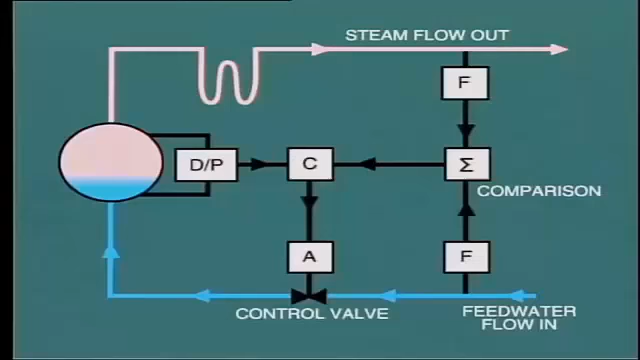 STEAM FLOW OUT
F
D/P
C
Σ
COMPARISON
A
F
CONTROL VALVE
FEEDWATER
FLOW IN